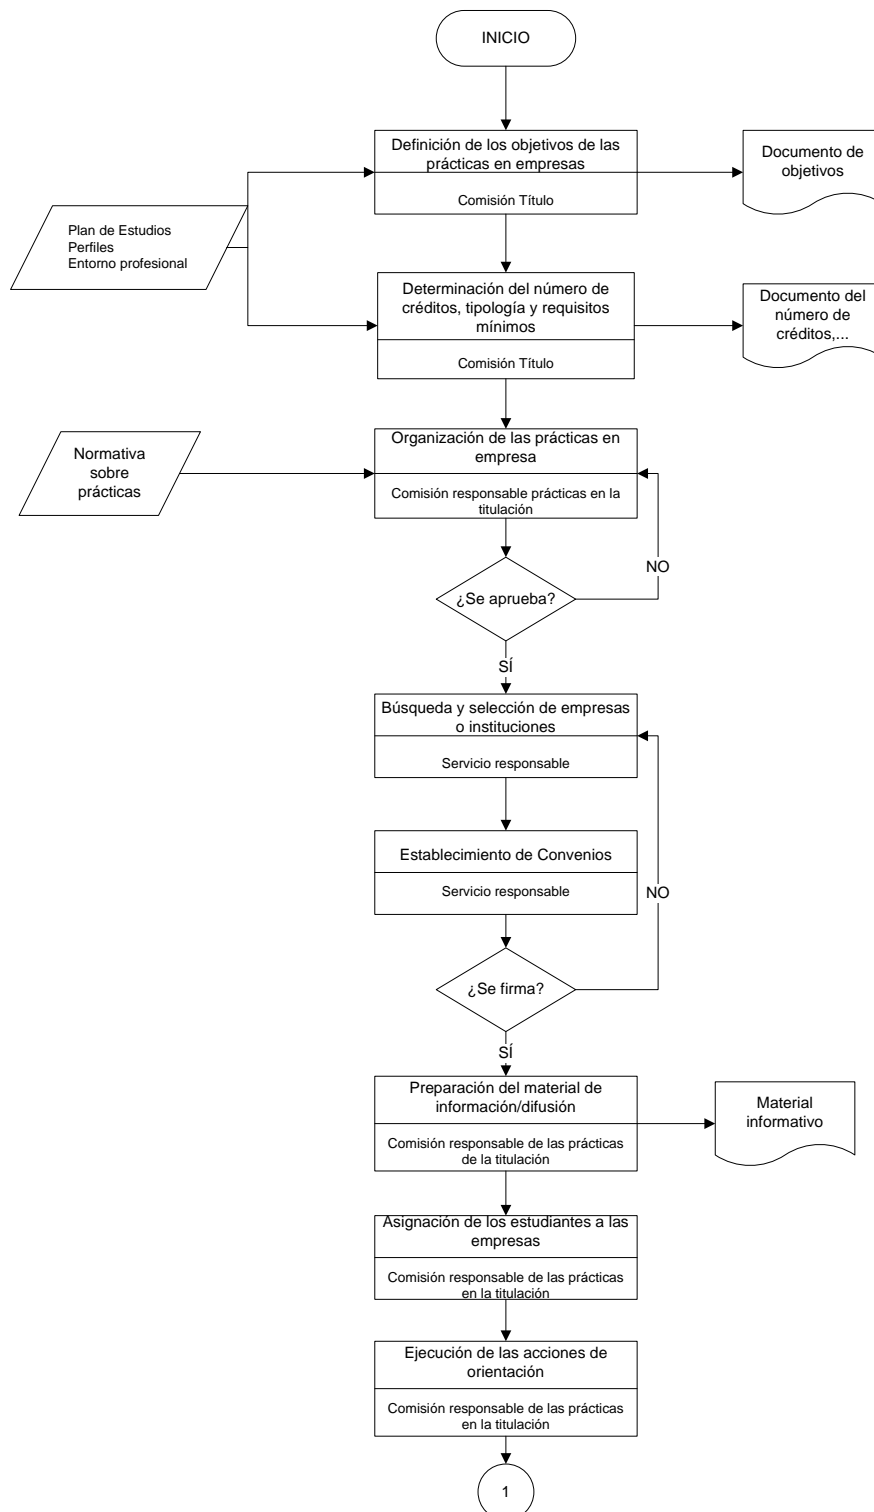 INICIO
Definición de los objetivos de las
prácticas en empresas
Comisión Título
Documento de
objetivos
Plan de Estudios
Perfiles
Entorno profesional
Determinación del número de
créditos, tipología y requisitos
mínimos
Comisión Título
Documento del
número de
créditos,...
Organización de las prácticas en
empresa
Comisión responsable prácticas en la
titulación
Normativa
sobre
prácticas
NO
¿Se aprueba?
SÍ
Búsqueda y selección de empresas
o instituciones
Servicio responsable
Establecimiento de Convenios
Servicio responsable
NO
¿Se firma?
SÍ
Preparación del material de
información/difusión
Comisión responsable de las prácticas
de la titulación
Material
informativo
Asignación de los estudiantes a las
empresas
Comisión responsable de las prácticas
en la titulación
Ejecución de las acciones de
orientación
Comisión responsable de las prácticas
en la titulación
1